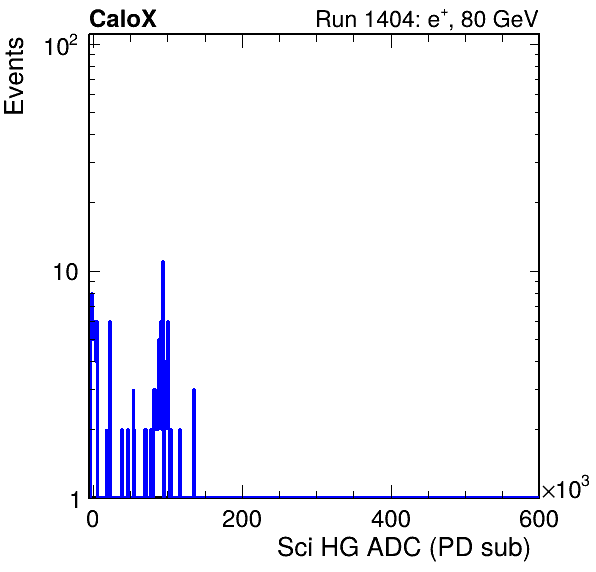 CaloX Run 1404: e⁺, 80 GeV
Events
10²
10
1
0 200 400 600
×10³
Sci HG ADC (PD sub)